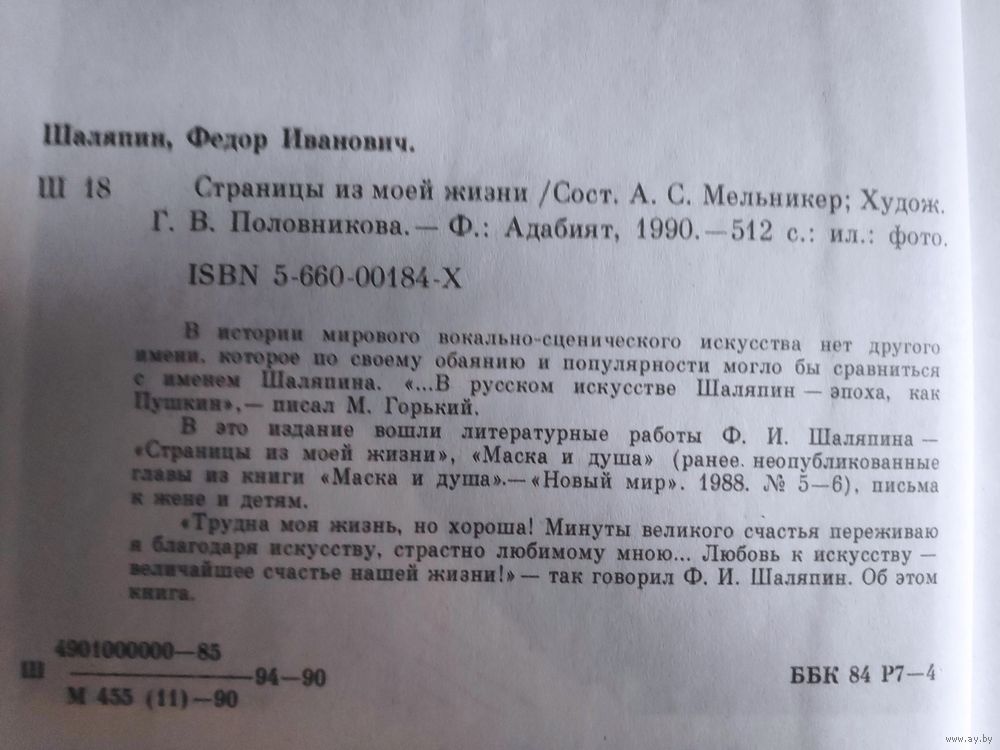 Шаляпин, Федор Иванович.
Ш 18 Страницы из моей жизни /Сост. А. С. Мельникер; Худож.
Г. В. Половникова.— Ф.: Адабият, 1990.—512 с.: ил.: фото.
ISBN 5-660-00184-X
В истории мирового вокально-сценического искусства нет другого
имени, которое по своему обаянию и популярности могло бы сравниться
с именем Шаляпина. «...В русском искусстве Шаляпин — эпоха, как
Пушкин»,— писал М. Горький.
В это издание вошли литературные работы Ф. И. Шаляпина —
«Страницы из моей жизни», «Маска и душа» (ранее. неопубликованные
главы из книги «Маска и душа».—«Новый мир». 1988. № 5—6), письма
к жене и детям.
«Трудна моя жизнь, но хороша! Минуты великого счастья переживаю
я благодаря искусству, страстно любимому мною... Любовь к искусству —
величайшее счастье нашей жизни!»— так говорил Ф. И. Шаляпин. Об этом
книга.
4901000000—85
Ш 94—90
М 455 (11)—90
ББК 84 Р7—4
www.ay.by